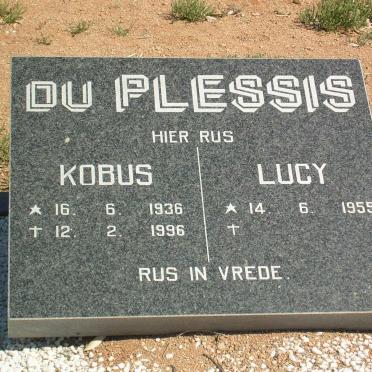 DU PLESSIS
HIER RUS
KOBUS LUCY
★ 16. 6. 1936 ★ 14. 6. 1955
† 12. 2. 1996 †
RUS IN VREDE.